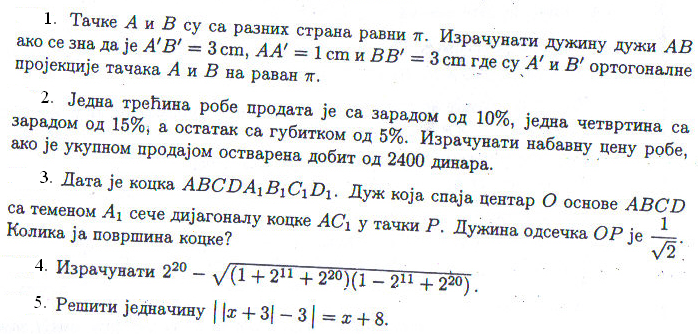 1. Тачке A и B су са разних страна равни π. Израчунати дужину дужи AB
ако се зна да је A′B′ = 3 cm, AA′ = 1 cm и BB′ = 3 cm где су A′ и B′ ортогоналне
пројекције тачака A и B на раван π.
2. Једна трећина робе продата је са зарадом од 10%, једна четвртина са
зарадом од 15%, а остатак са губитком од 5%. Израчунати набавну цену робе,
ако је укупном продајом остварена добит од 2400 динара.
3. Дата је коцка ABCDA₁B₁C₁D₁. Дуж која спаја центар O основе ABCD
са теменом A₁ сече дијагоналу коцке AC₁ у тачки P. Дужина одсечка OP је 1/√2.
Колика ја површина коцке?
4. Израчунати 2²⁰ − √((1 + 2¹¹ + 2²⁰)(1 − 2¹¹ + 2²⁰)).
5. Решити једначину | |x + 3| − 3| = x + 8.